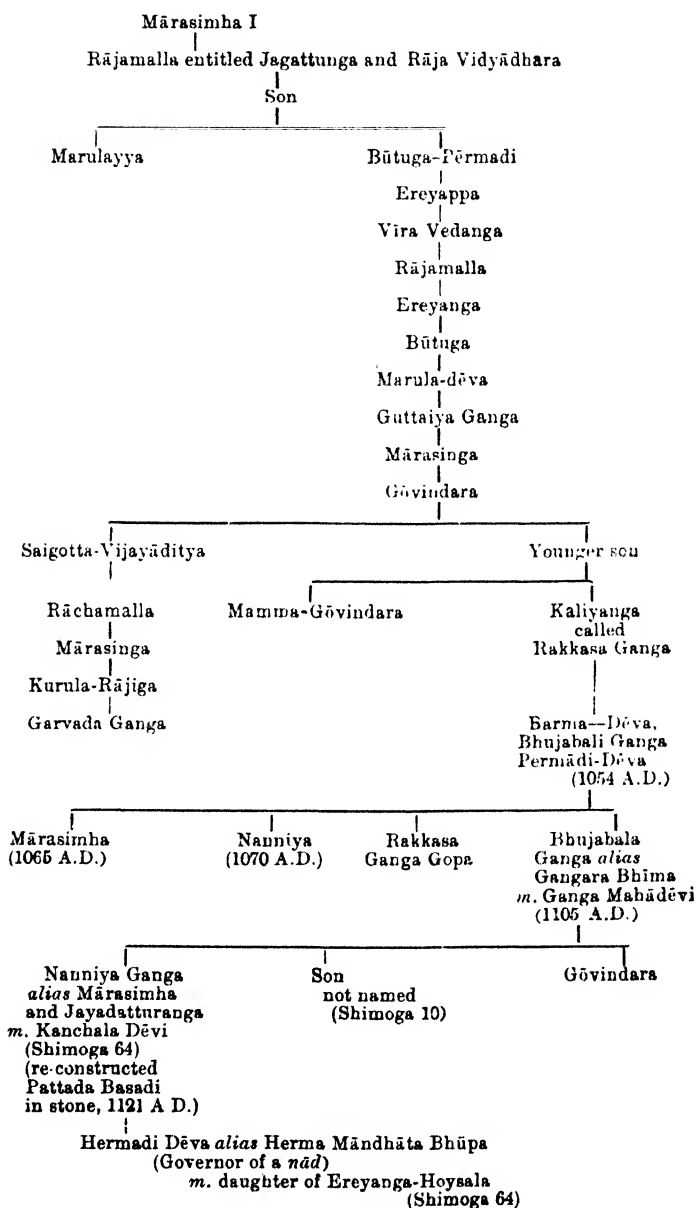 Mārasimha I
Rājamalla entitled Jagattunga and Rāja Vidyādhara
Son
Marulayya Būtuga-Pērmadi
Ereyappa
Vīra Vedanga
Rājamalla
Ereyanga
Būtuga
Marula-dēva
Guttaiya Ganga
Mārasinga
Gōvindara
Saigotta-Vijayāditya Younger son
Rāchamalla Mamma-Gōvindara Kaliyanga
called
Mārasinga Rakkasa Ganga
Kurula-Rājiga
Garvada Ganga Barma—Dēva,
Bhujabali Ganga
Permādi-Dēva
(1054 A.D.)
Mārasimha Nanniya Rakkasa Bhujabala
(1065 A.D.) (1070 A.D.) Ganga Gopa Ganga alias
Gangara Bhīma
m. Ganga Mahādēvi
(1105 A.D.)
Nanniya Ganga Son Gōvindara
alias Mārasimha not named
and Jayadatturanga (Shimoga 10)
m. Kanchala Dēvi
(Shimoga 64)
(re-constructed
Pattada Basadi
in stone, 1121 A D.)
Hermadi Dēva alias Herma Māndhāta Bhūpa
(Governor of a nād)
m. daughter of Ereyanga-Hoysala
(Shimoga 64)